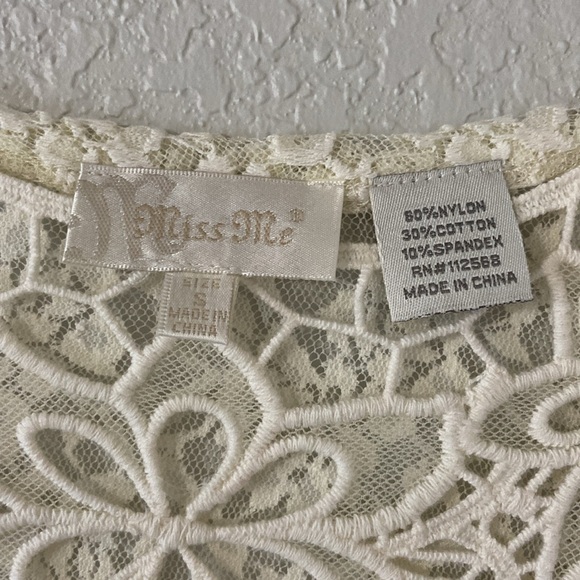 Miss Me®
SIZE
S
MADE IN
CHINA
60%NYLON
30%COTTON
10%SPANDEX
RN#112568
MADE IN CHINA